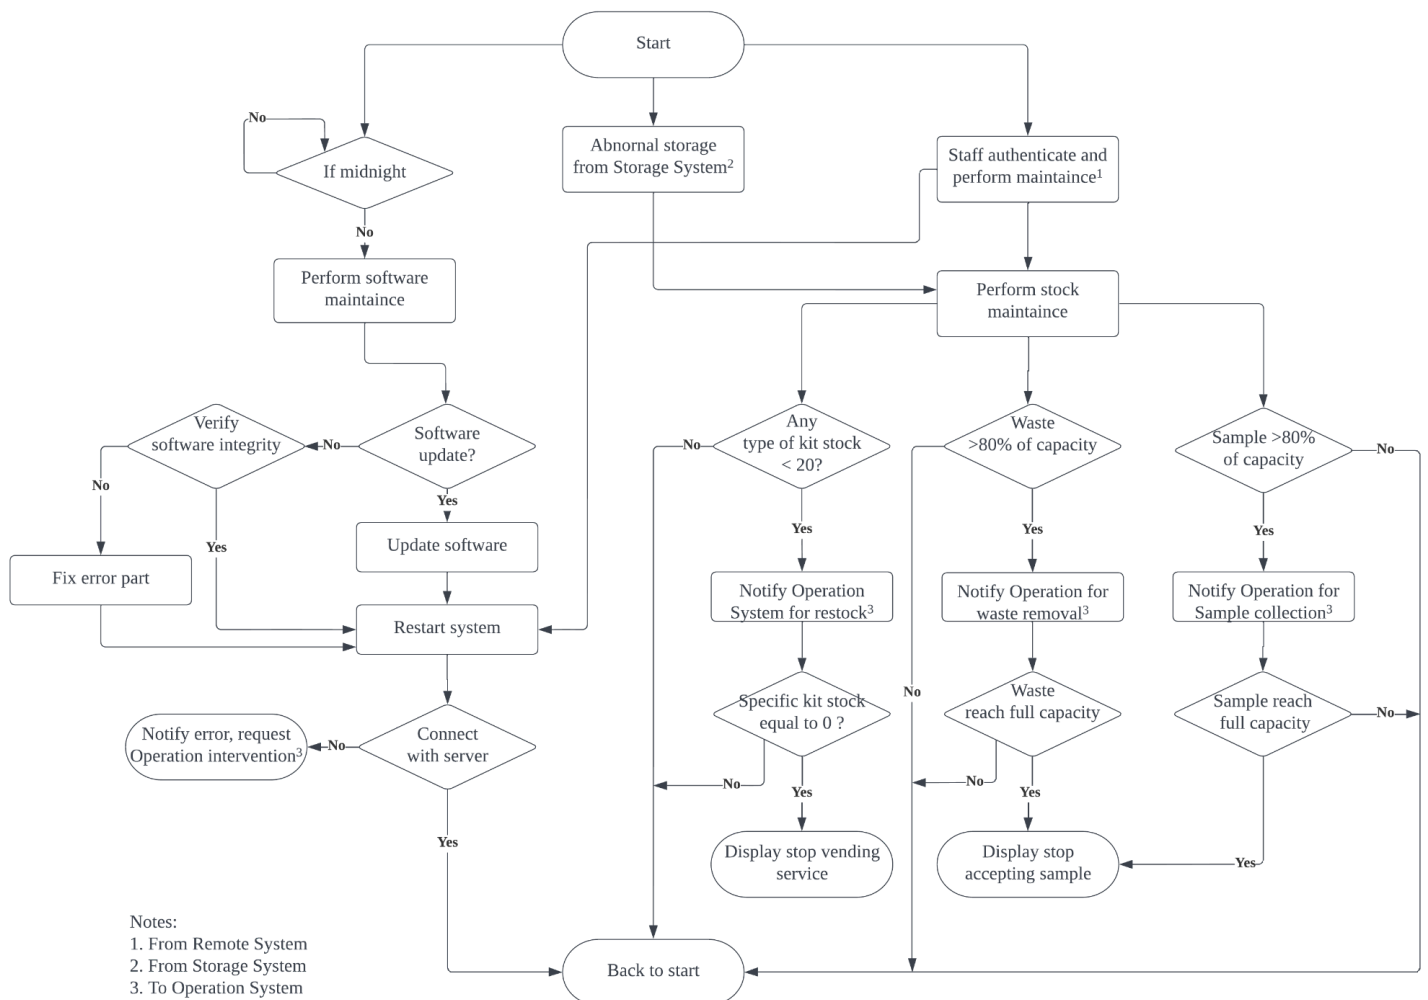 Start
No
If midnight
No
Abnornal storage
from Storage System2
Staff authenticate and
perform maintaince1
Perform software
maintaince
Perform stock
maintaince
Verify
software integrity
No
Software
update?
No
Any
type of kit stock
< 20?
Waste
>80% of capacity
Sample >80%
of capacity
No
No
Yes
Yes
Yes
Yes
Yes
Update software
Fix error part
Notify Operation
System for restock3
Notify Operation for
waste removal3
Notify Operation for
Sample collection3
Restart system
No
Specific kit stock
equal to 0 ?
Waste
reach full capacity
Sample reach
full capacity
No
Notify error, request
Operation intervention3
No
Connect
with server
No
No
Yes
Yes
Yes
Display stop vending
service
Display stop
accepting sample
Yes
Notes:
1. From Remote System
2. From Storage System
3. To Operation System
Back to start